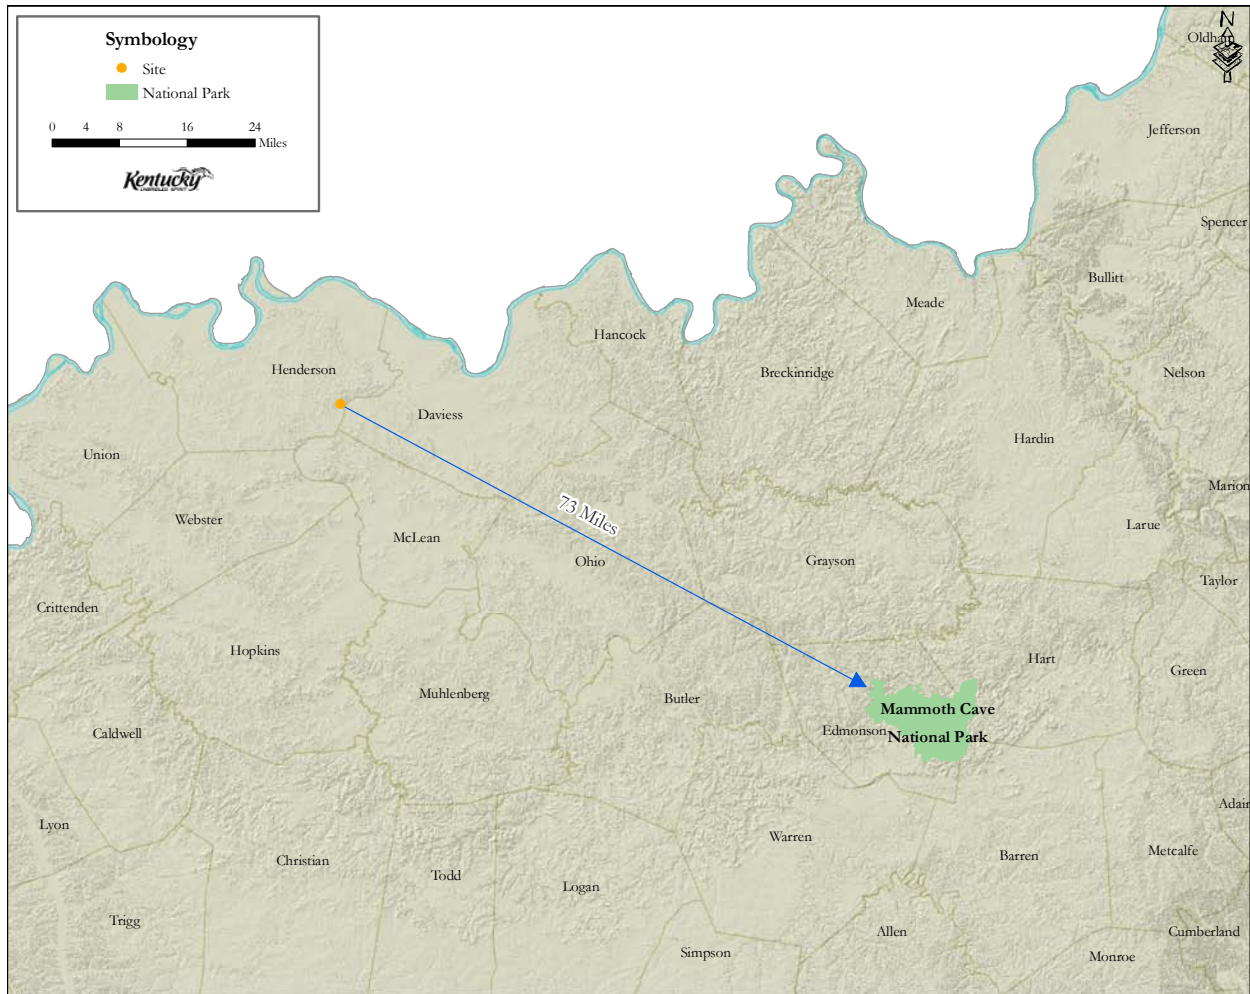 Symbology
Site
National Park
0 4 8 16 24
Miles
Kentucky
UNBRIDLED SPIRIT
N
Oldham
Jefferson
Spencer
Bullitt
Meade
Hancock
Henderson
Breckinridge
Nelson
Daviess
Hardin
Union
Marion
Webster
73 Miles
Larue
McLean
Ohio
Grayson
Taylor
Crittenden
Hopkins
Hart
Green
Muhlenberg
Butler
Mammoth Cave
National Park
Edmonson
Caldwell
Adair
Lyon
Warren
Metcalfe
Barren
Christian
Todd
Logan
Trigg
Allen
Cumberland
Simpson
Monroe